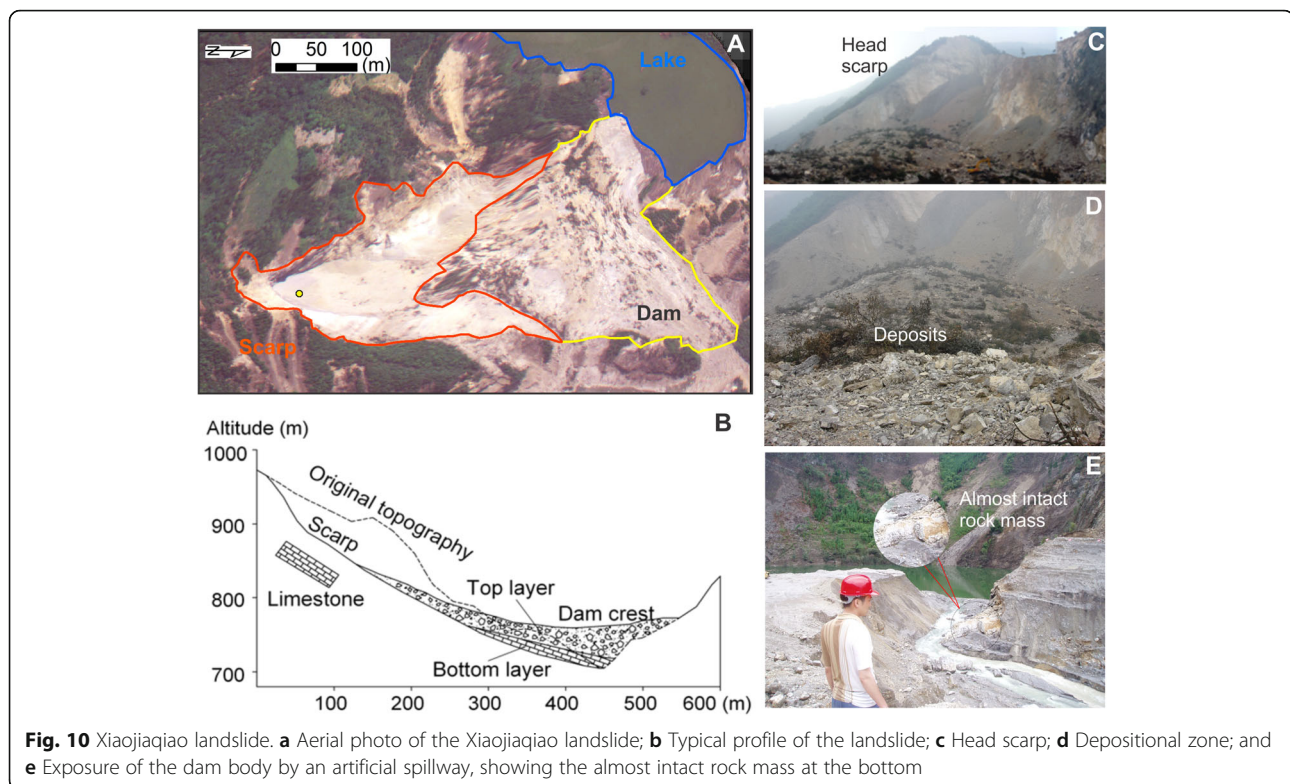 A
0 50 100
(m)
Lake
Dam
Scarp
B
Altitude (m)
1000
900
800
700
Original topography
Scarp
Limestone
Top layer
Dam crest
Bottom layer
100 200 300 400 500 600 (m)
C
Head
scarp
D
Deposits
E
Almost intact
rock mass
Fig. 10 Xiaojiaqiao landslide. a Aerial photo of the Xiaojiaqiao landslide; b Typical profile of the landslide; c Head scarp; d Depositional zone; and
e Exposure of the dam body by an artificial spillway, showing the almost intact rock mass at the bottom